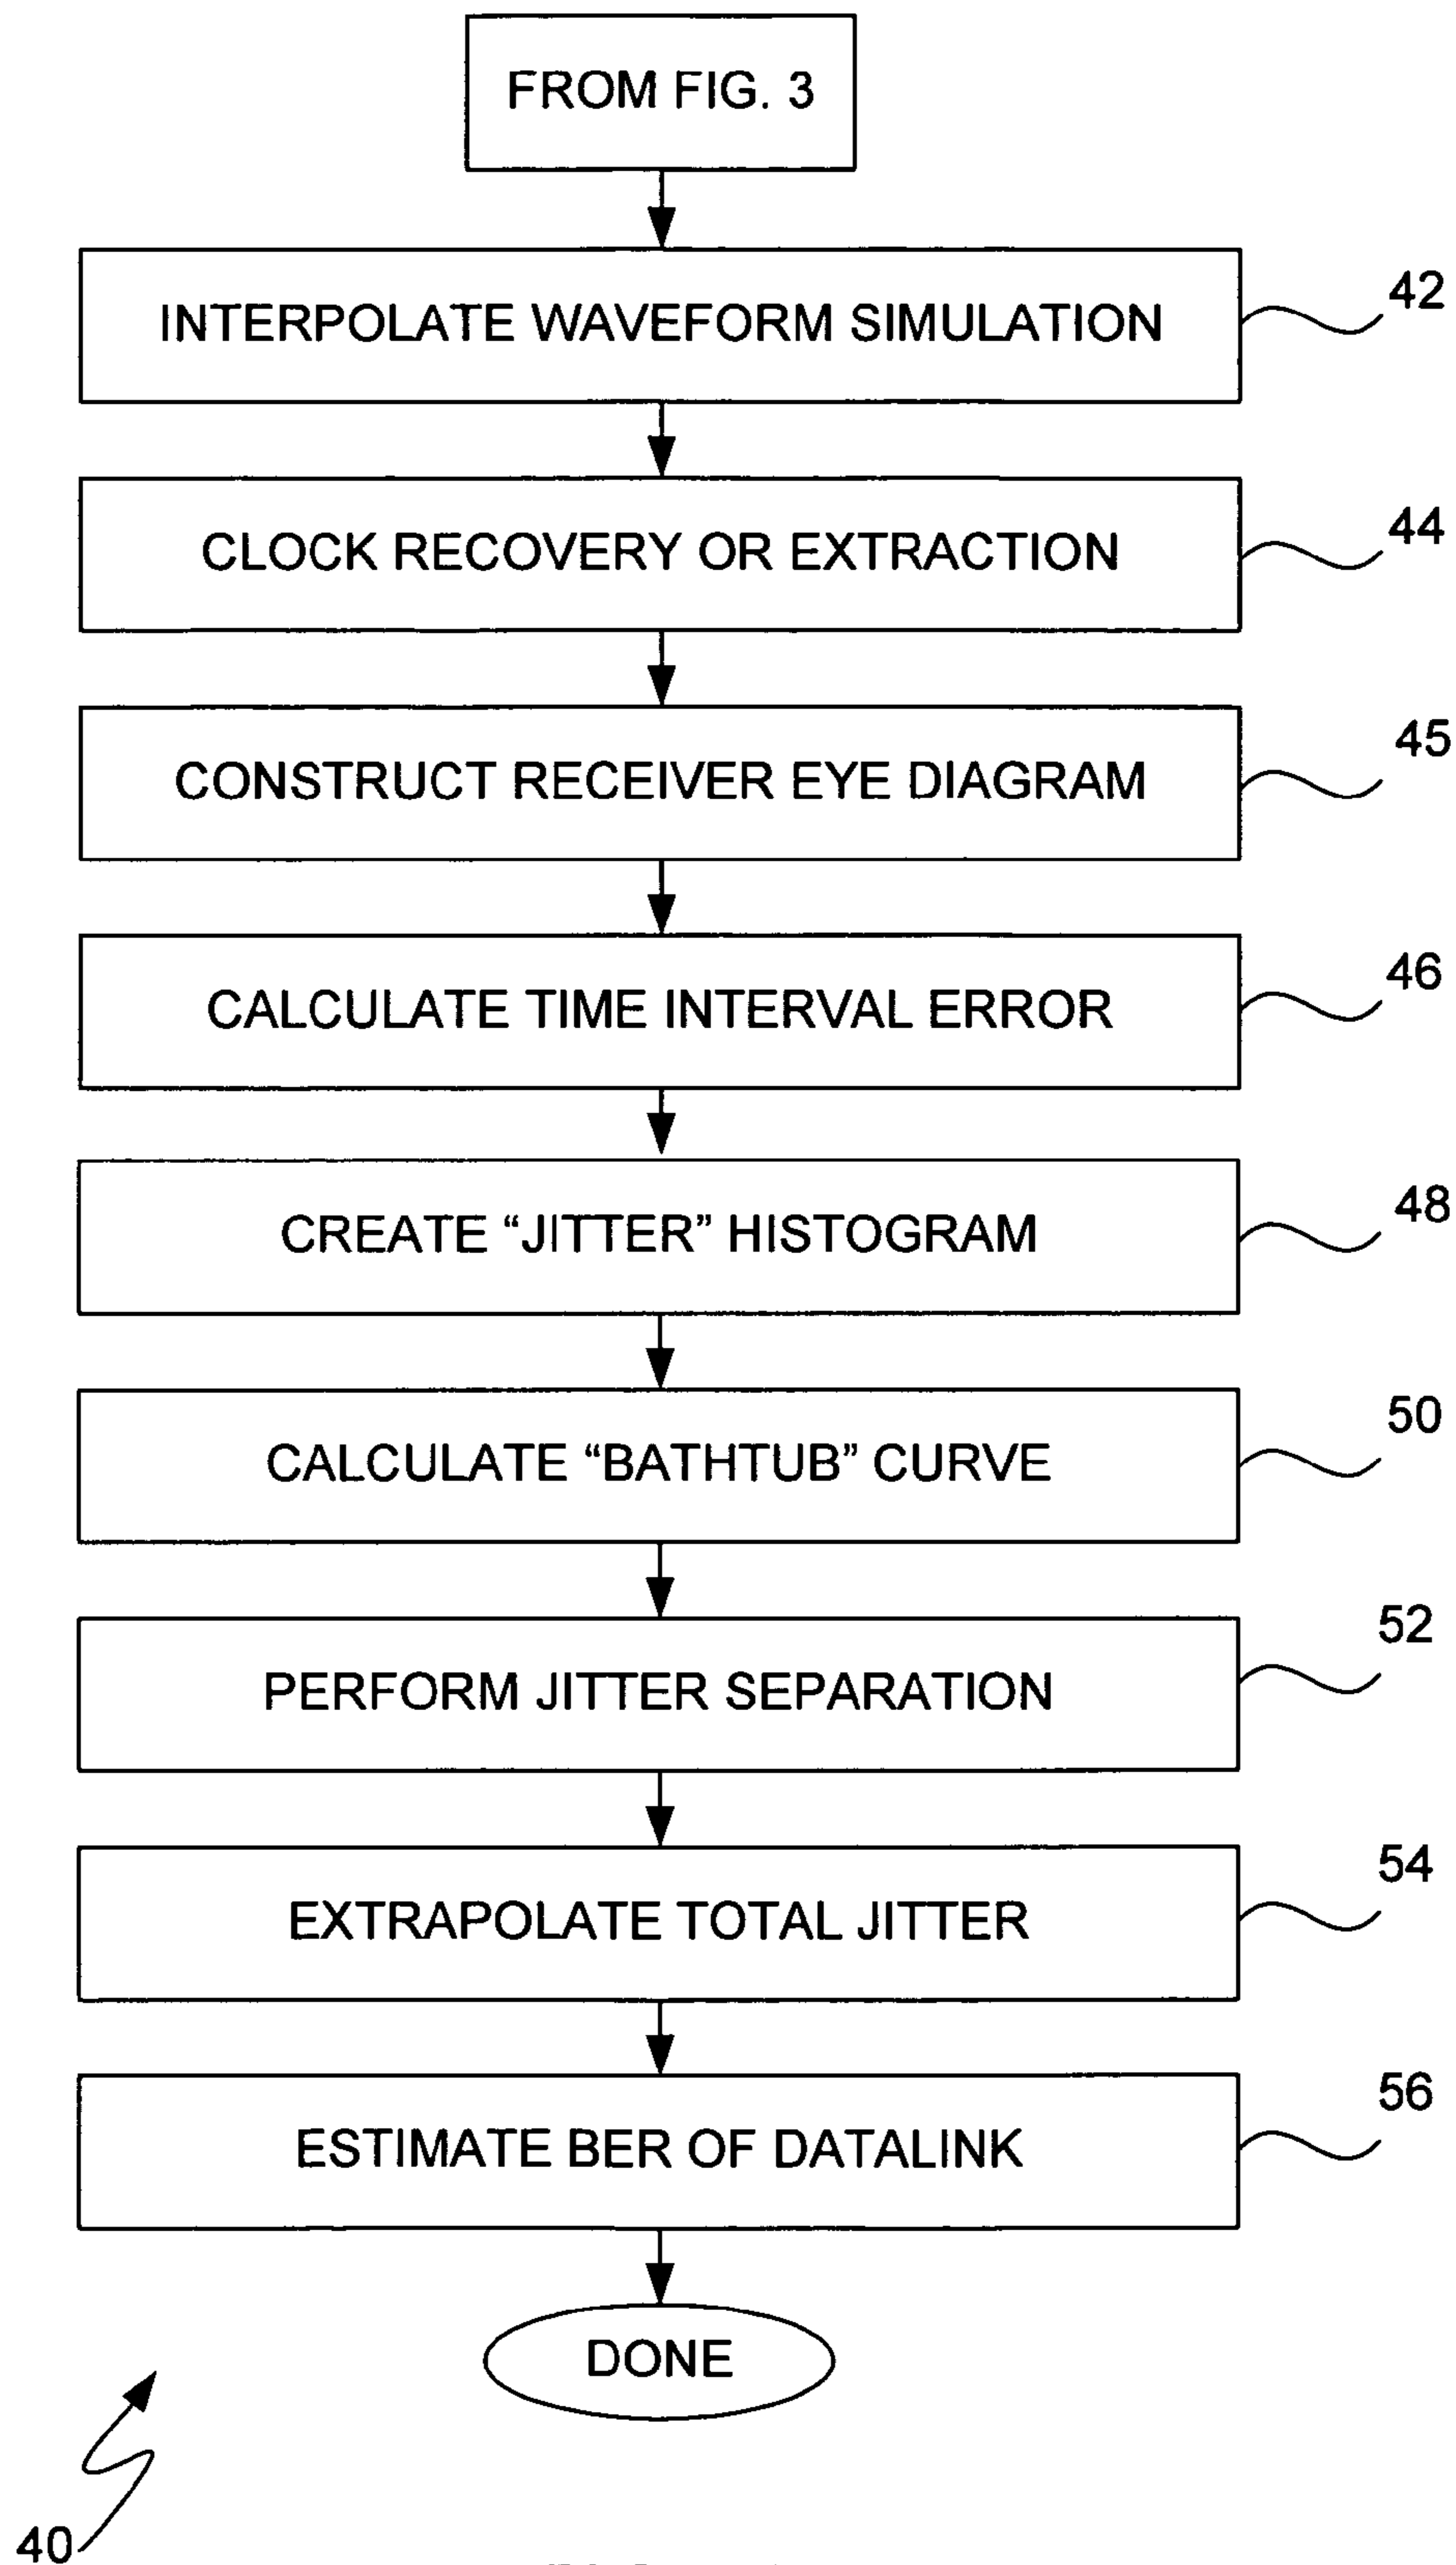 FROM FIG. 3
INTERPOLATE WAVEFORM SIMULATION
42
CLOCK RECOVERY OR EXTRACTION
44
CONSTRUCT RECEIVER EYE DIAGRAM
45
CALCULATE TIME INTERVAL ERROR
46
CREATE “JITTER” HISTOGRAM
48
CALCULATE “BATHTUB” CURVE
50
PERFORM JITTER SEPARATION
52
EXTRAPOLATE TOTAL JITTER
54
ESTIMATE BER OF DATALINK
56
DONE
40